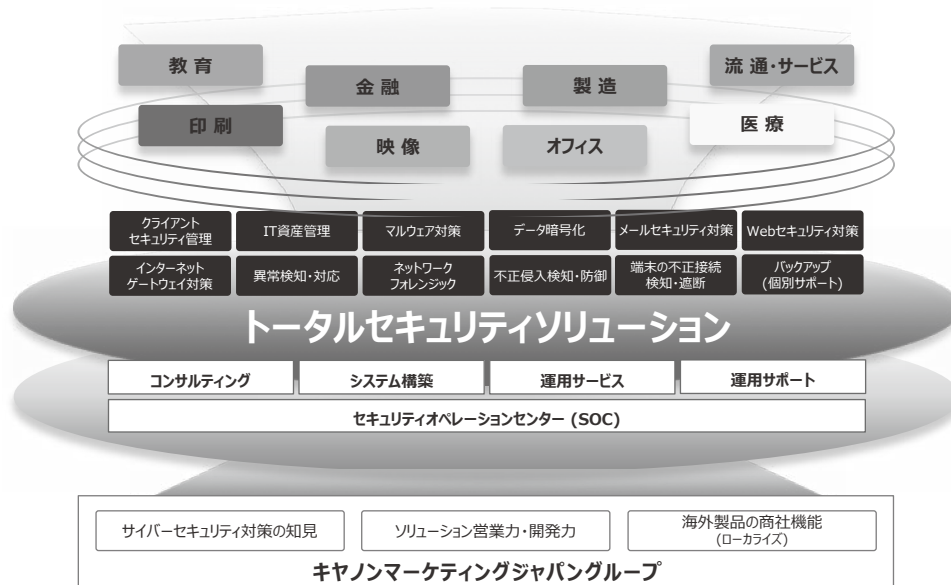 教育
金融
製造
流通・サービス
印刷
映像
オフィス
医療
クライアント
セキュリティ管理
IT資産管理
マルウェア対策
データ暗号化
メールセキュリティ対策
Webセキュリティ対策
インターネット
ゲートウェイ対策
異常検知・対応
ネットワーク
フォレンジック
不正侵入検知・防御
端末の不正接続
検知・遮断
バックアップ
(個別サポート)
トータルセキュリティソリューション
コンサルティング
システム構築
運用サービス
運用サポート
セキュリティオペレーションセンター (SOC)
サイバーセキュリティ対策の知見
ソリューション営業力・開発力
海外製品の商社機能
(ローカライズ)
キヤノンマーケティングジャパングループ